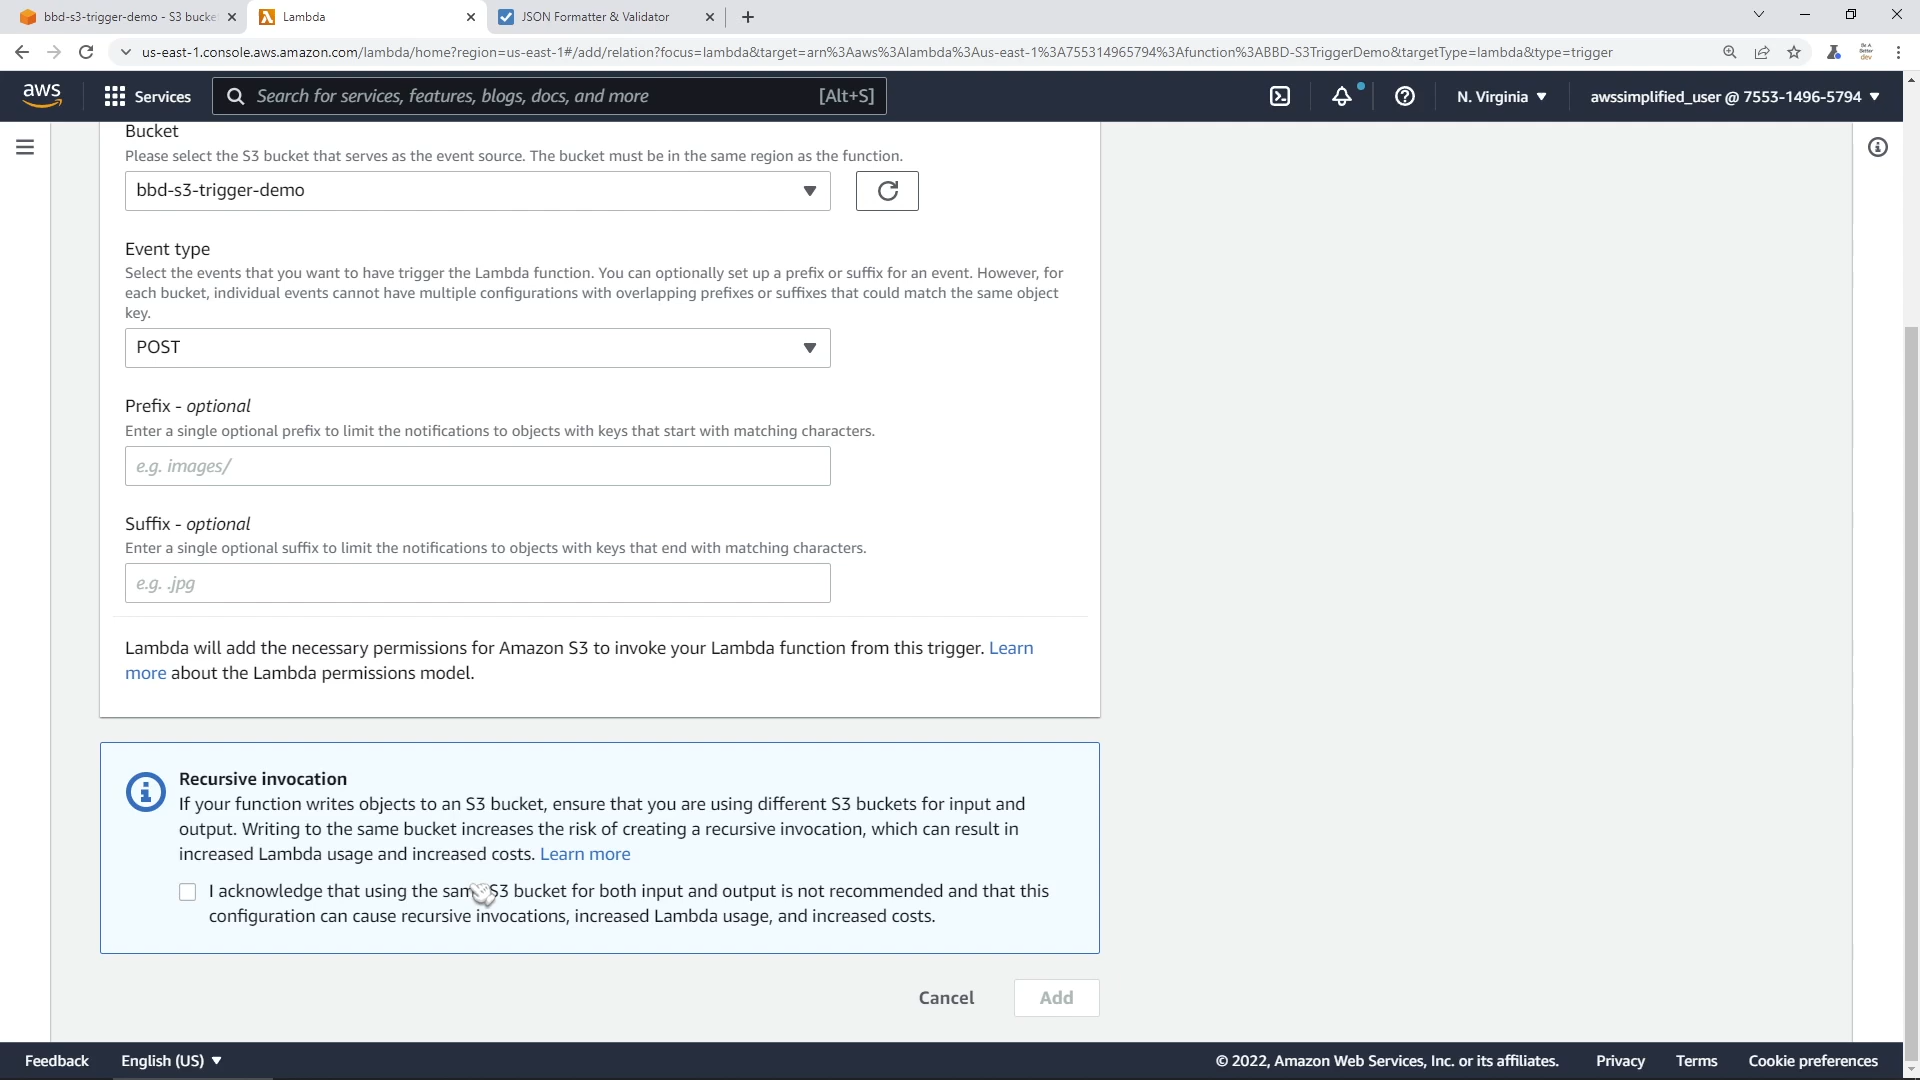 bbd-s3-trigger-demo - S3 bucke
Lambda
JSON Formatter & Validator
us-east-1.console.aws.amazon.com/lambda/home?region=us-east-1#/add/relation?focus=lambda&target=arn%3Aaws%3Alambda%3Aus-east-1%3A755314965794%3Afunction%3ABBD-S3TriggerDemo&targetType=lambda&type=trigger
aws
Services
Search for services, features, blogs, docs, and more
[Alt+S]
N. Virginia
awssimplified_user @ 7553-1496-5794
Bucket
Please select the S3 bucket that serves as the event source. The bucket must be in the same region as the function.
bbd-s3-trigger-demo
Event type
Select the events that you want to have trigger the Lambda function. You can optionally set up a prefix or suffix for an event. However, for
each bucket, individual events cannot have multiple configurations with overlapping prefixes or suffixes that could match the same object
key.
POST
Prefix - optional
Enter a single optional prefix to limit the notifications to objects with keys that start with matching characters.
e.g. images/
Suffix - optional
Enter a single optional suffix to limit the notifications to objects with keys that end with matching characters.
e.g. .jpg
Lambda will add the necessary permissions for Amazon S3 to invoke your Lambda function from this trigger. Learn
more about the Lambda permissions model.
Recursive invocation
If your function writes objects to an S3 bucket, ensure that you are using different S3 buckets for input and
output. Writing to the same bucket increases the risk of creating a recursive invocation, which can result in
increased Lambda usage and increased costs. Learn more
I acknowledge that using the same S3 bucket for both input and output is not recommended and that this
configuration can cause recursive invocations, increased Lambda usage, and increased costs.
Cancel
Add
Feedback
English (US)
© 2022, Amazon Web Services, Inc. or its affiliates.
Privacy
Terms
Cookie preferences